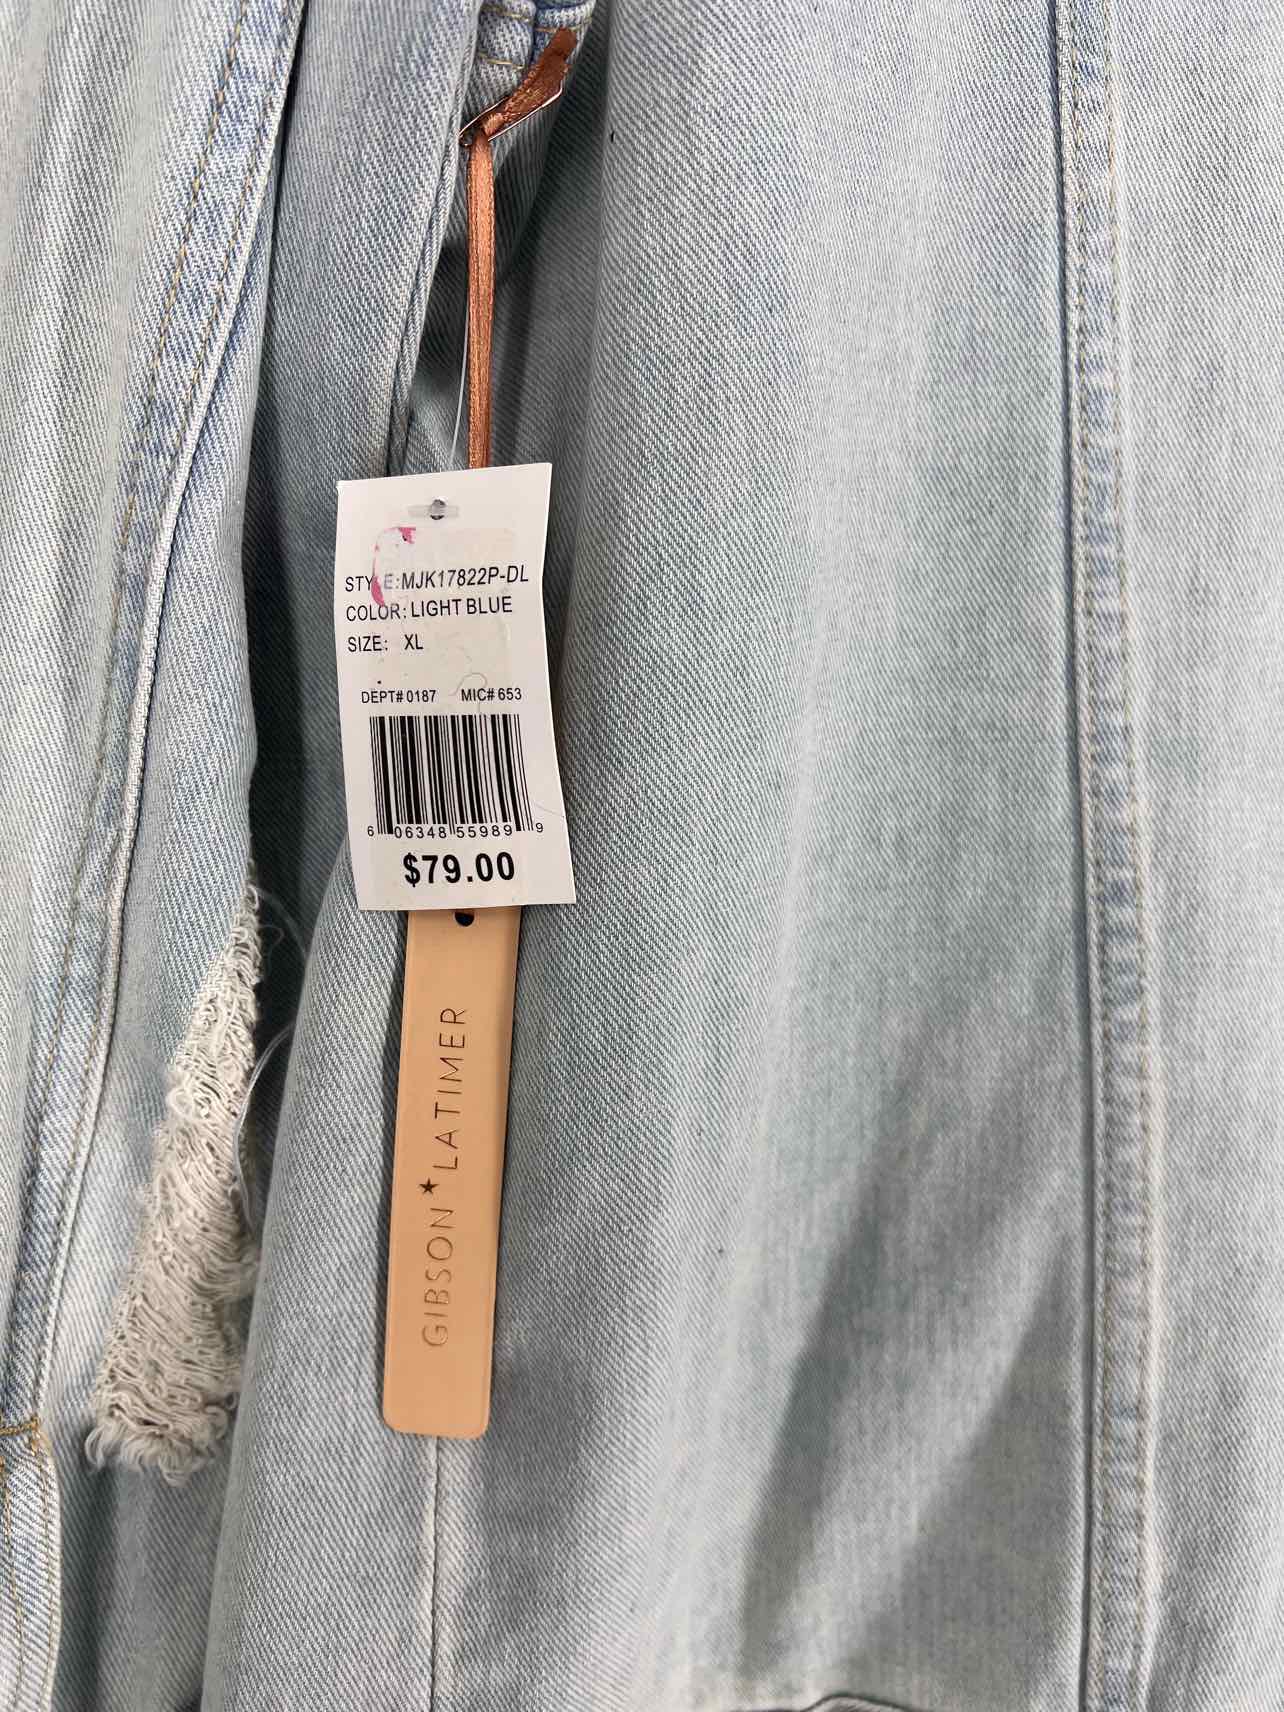 STYLE:MJK17822P-DL
COLOR: LIGHT BLUE
SIZE: XL
DEPT# 0187 MIC# 653
6 06348 55989 9
$79.00
GIBSON★LATIMER